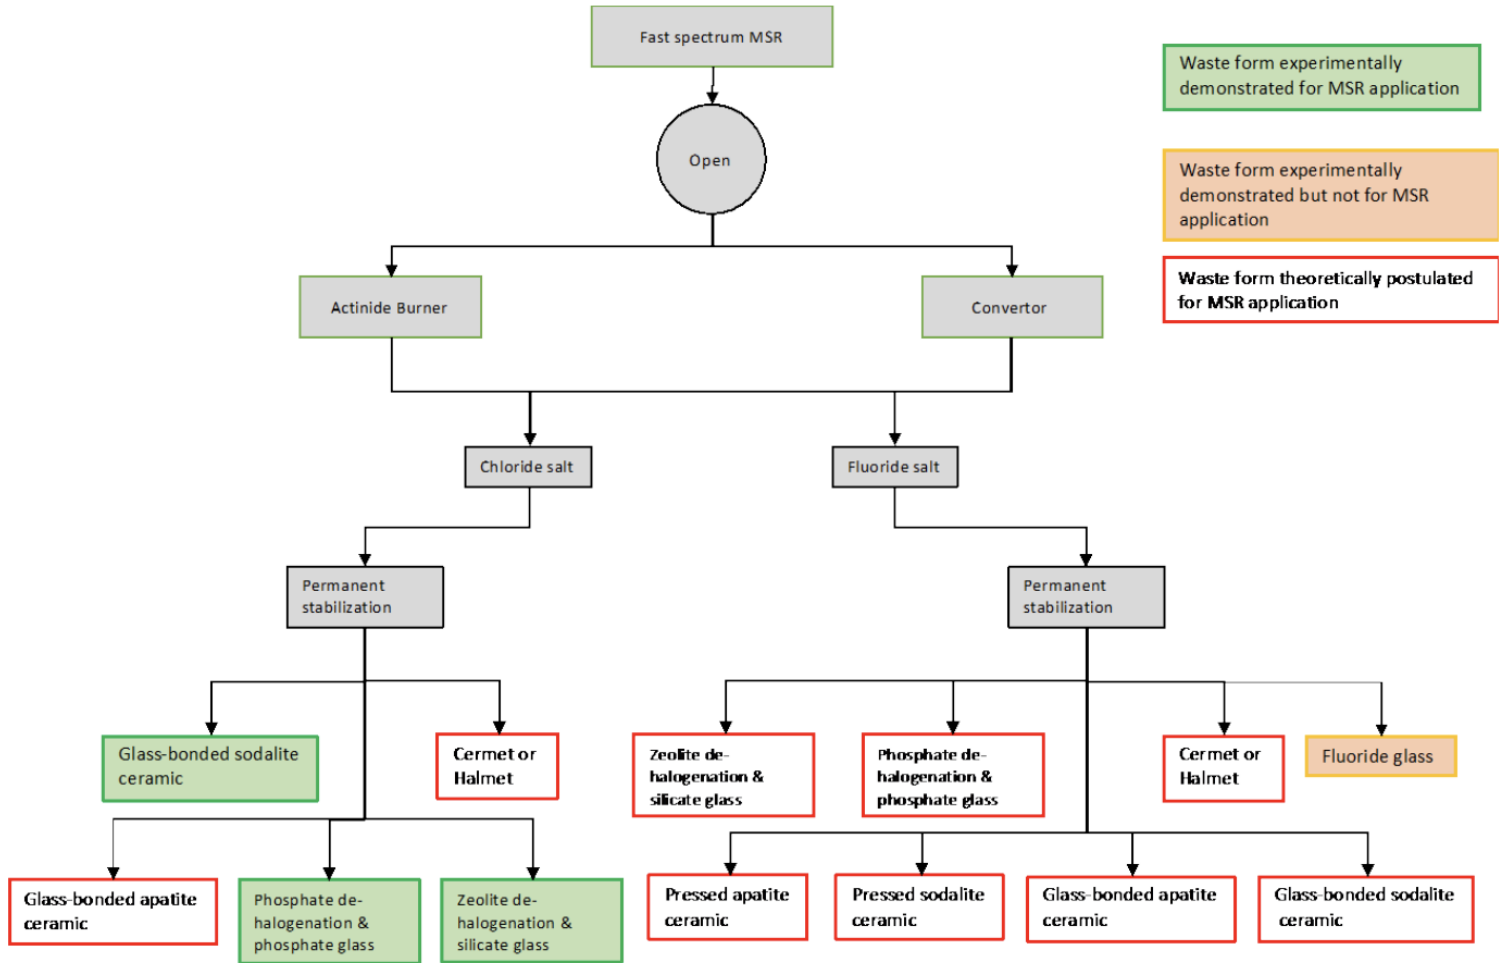 Fast spectrum MSR
Waste form experimentally
demonstrated for MSR application
Open
Waste form experimentally
demonstrated but not for MSR
application
Waste form theoretically postulated
for MSR application
Actinide Burner
Convertor
Chloride salt
Fluoride salt
Permanent
stabilization
Permanent
stabilization
Glass-bonded sodalite
ceramic
Cermet or
Halmet
Zeolite de-
halogenation &
silicate glass
Phosphate de-
halogenation &
phosphate glass
Cermet or
Halmet
Fluoride glass
Glass-bonded apatite
ceramic
Phosphate de-
halogenation &
phosphate glass
Zeolite de-
halogenation &
silicate glass
Pressed apatite
ceramic
Pressed sodalite
ceramic
Glass-bonded apatite
ceramic
Glass-bonded sodalite
ceramic